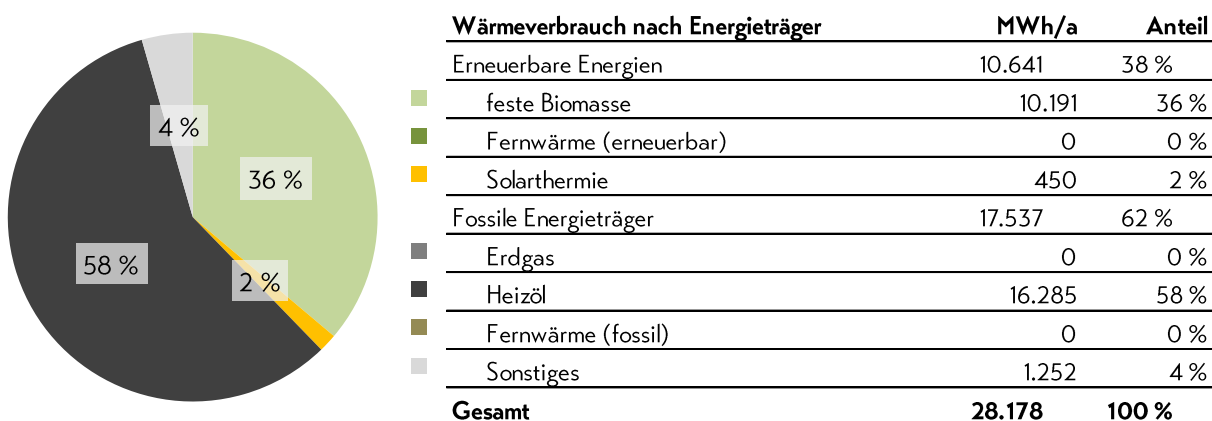 4 %
36 %
58 %
2 %
Wärmeverbrauch nach Energieträger MWh/a Anteil
Erneuerbare Energien 10.641 38 %
feste Biomasse 10.191 36 %
Fernwärme (erneuerbar) 0 0 %
Solarthermie 450 2 %
Fossile Energieträger 17.537 62 %
Erdgas 0 0 %
Heizöl 16.285 58 %
Fernwärme (fossil) 0 0 %
Sonstiges 1.252 4 %
Gesamt 28.178 100 %